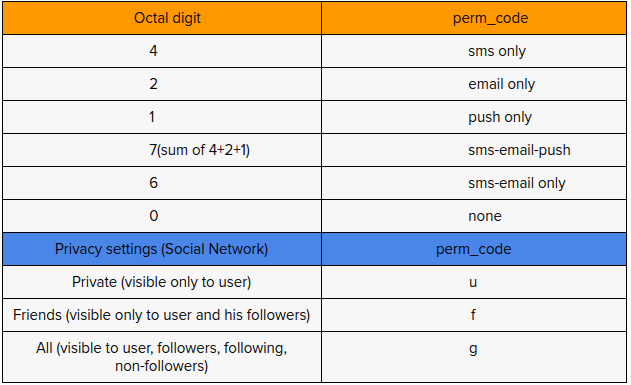 Octal digit perm_code
4 sms only
2 email only
1 push only
7(sum of 4+2+1) sms-email-push
6 sms-email only
0 none
Privacy settings (Social Network) perm_code
Private (visible only to user) u
Friends (visible only to user and his followers) f
All (visible to user, followers, following, g
non-followers)